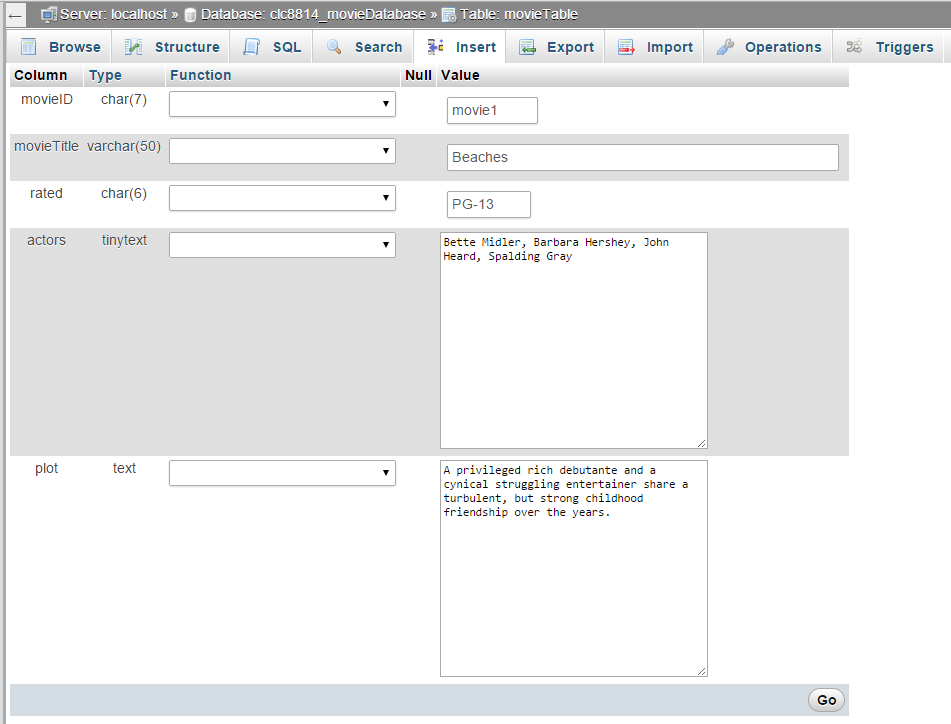 ← Server: localhost » Database: clc8814_movieDatabase » Table: movieTable
Browse Structure SQL Search Insert Export Import Operations Triggers
Column Type Function Null Value
movieID char(7) movie1
movieTitle varchar(50) Beaches
rated char(6) PG-13
actors tinytext Bette Midler, Barbara Hershey, John
Heard, Spalding Gray
plot text A privileged rich debutante and a
cynical struggling entertainer share a
turbulent, but strong childhood
friendship over the years.
Go